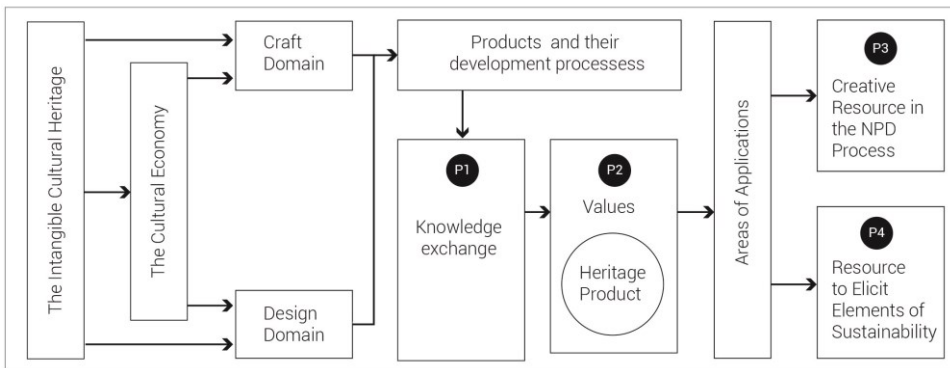 The Intangible Cultural Heritage
The Cultural Economy
Craft
Domain
Design
Domain
Products and their
development processess
P1
Knowledge
exchange
P2
Values
Heritage
Product
Areas of Applications
P3
Creative
Resource in
the NPD
Process
P4
Resource
to Elicit
Elements of
Sustainability